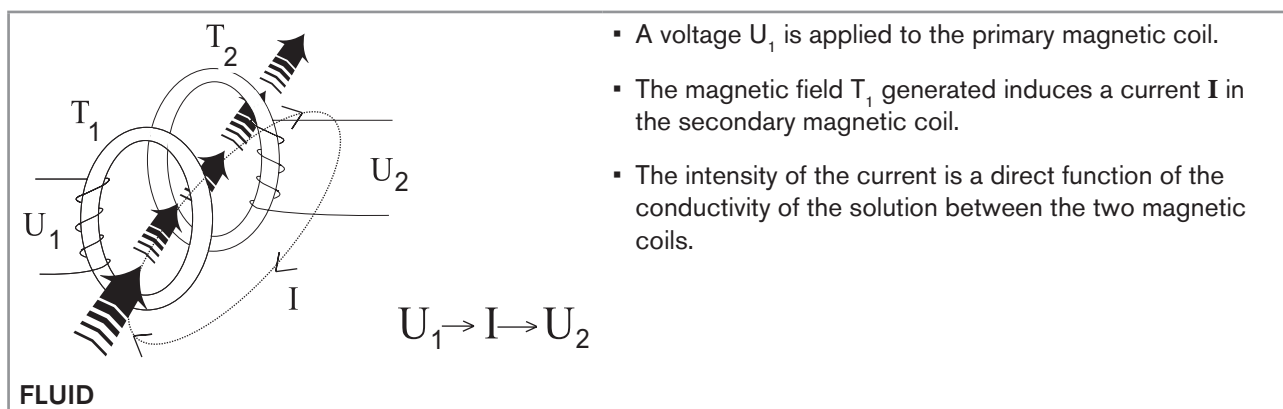 T2
T1
U1
U2
I
U1→I→U2
FLUID
▪ A voltage U1 is applied to the primary magnetic coil.
▪ The magnetic field T1 generated induces a current I in
the secondary magnetic coil.
▪ The intensity of the current is a direct function of the
conductivity of the solution between the two magnetic
coils.